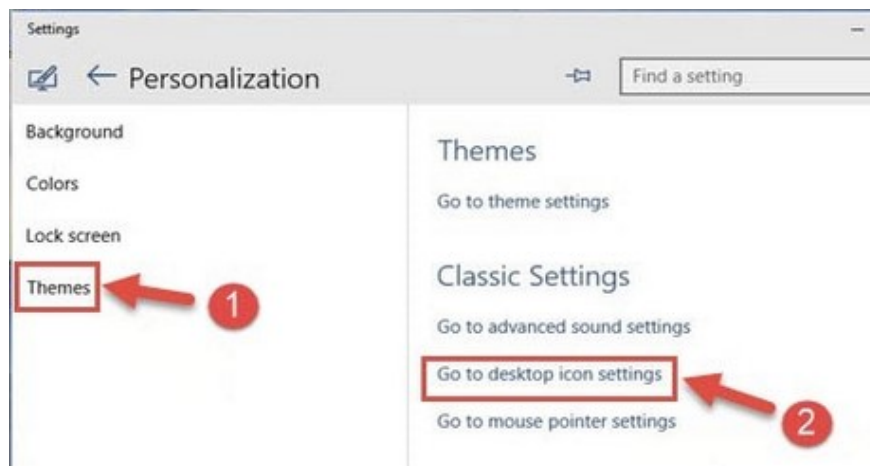 Settings
Personalization
Find a setting
Background
Colors
Lock screen
Themes
1
Themes
Go to theme settings
Classic Settings
Go to advanced sound settings
Go to desktop icon settings
Go to mouse pointer settings
2